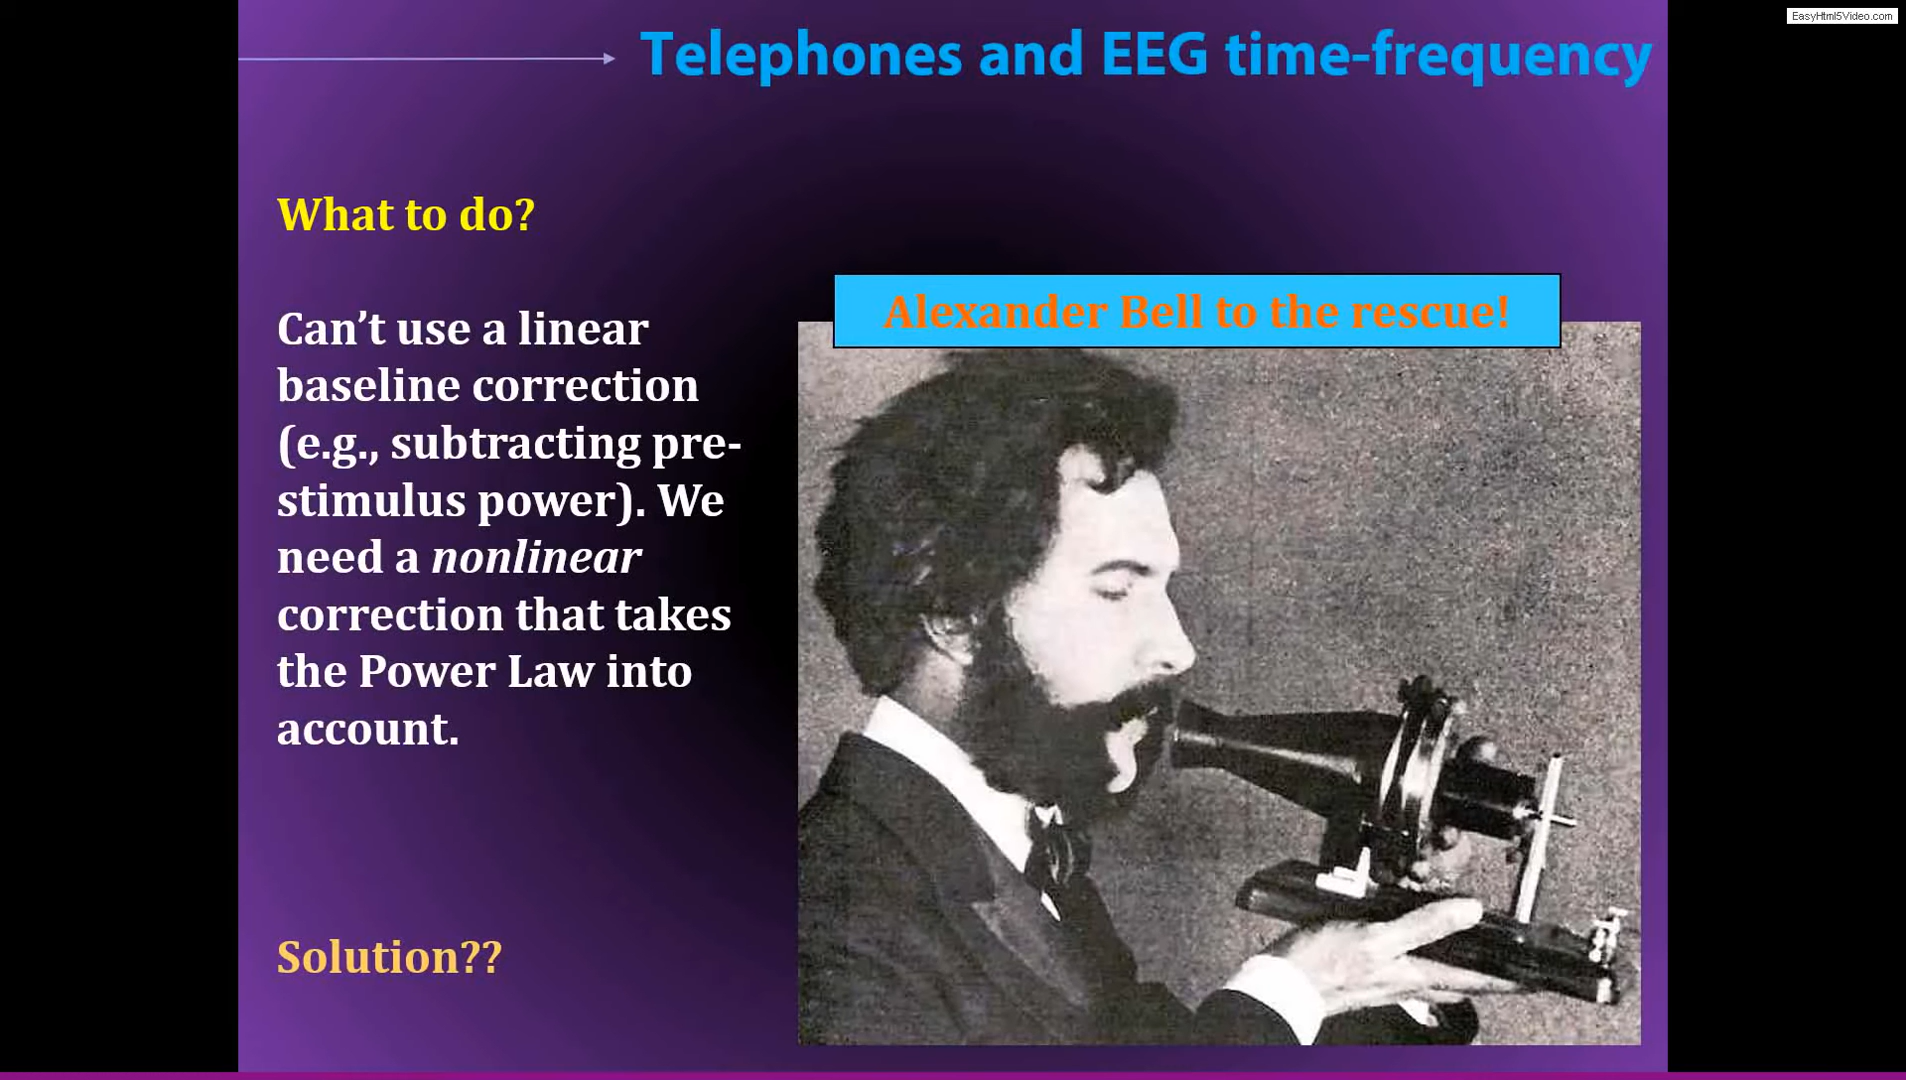 EasyHtml5Video.com
Telephones and EEG time-frequency
What to do?
Can’t use a linear
baseline correction
(e.g., subtracting pre-
stimulus power). We
need a nonlinear
correction that takes
the Power Law into
account.
Solution??
Alexander Bell to the rescue!